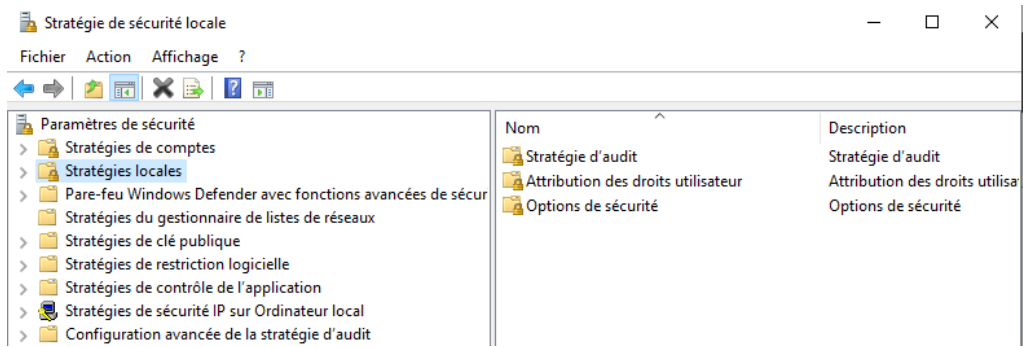 Stratégie de sécurité locale
Fichier Action Affichage ?
Paramètres de sécurité
Stratégies de comptes
Stratégies locales
Pare-feu Windows Defender avec fonctions avancées de sécur
Stratégies du gestionnaire de listes de réseaux
Stratégies de clé publique
Stratégies de restriction logicielle
Stratégies de contrôle de l'application
Stratégies de sécurité IP sur Ordinateur local
Configuration avancée de la stratégie d'audit
Nom Description
Stratégie d'audit Stratégie d'audit
Attribution des droits utilisateur Attribution des droits utilisa
Options de sécurité Options de sécurité